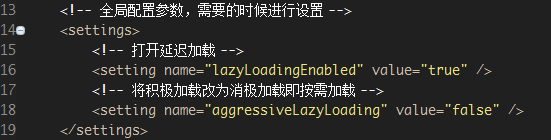 13 <!-- 全局配置参数，需要的时候进行设置 -->
14 <settings>
15 <!-- 打开延迟加载 -->
16 <setting name="lazyLoadingEnabled" value="true" />
17 <!-- 将积极加载改为消极加载即按需加载 -->
18 <setting name="aggressiveLazyLoading" value="false" />
19 </settings>